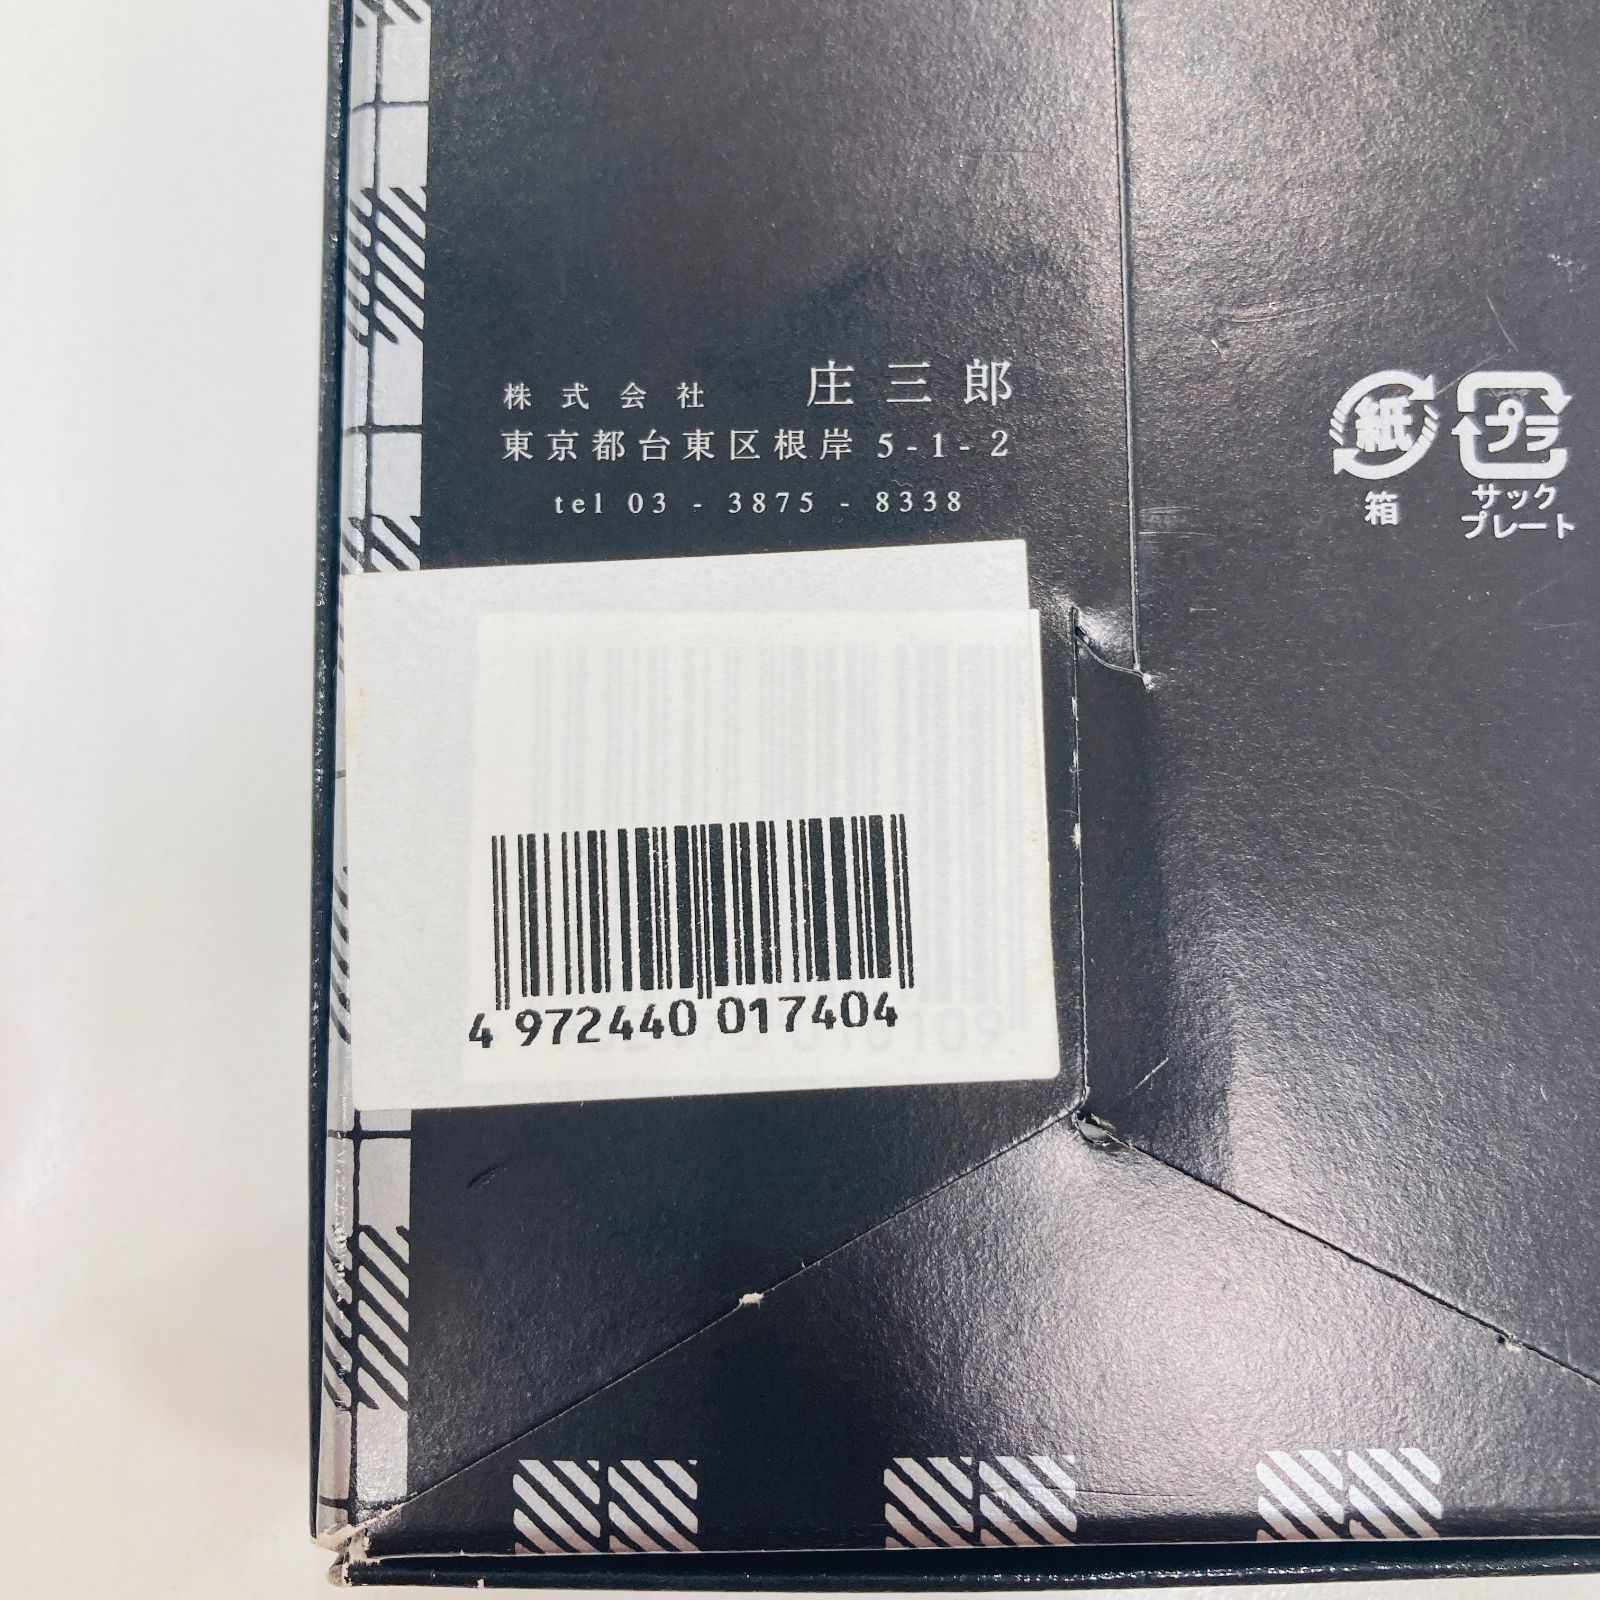 株式会社 庄三郎
東京都台東区根岸 5-1-2
tel 03 - 3875 - 8338
紙
箱
プラ
サック
プレート
4 972440 017404